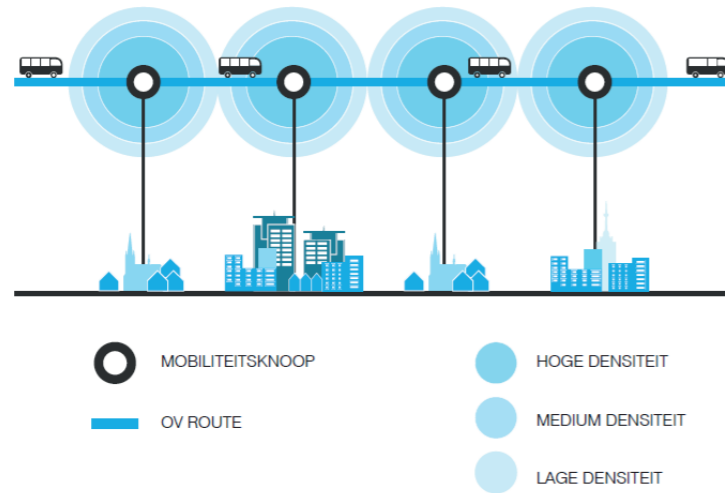 MOBILITEITSKNOOP
OV ROUTE
HOGE DENSITEIT
MEDIUM DENSITEIT
LAGE DENSITEIT